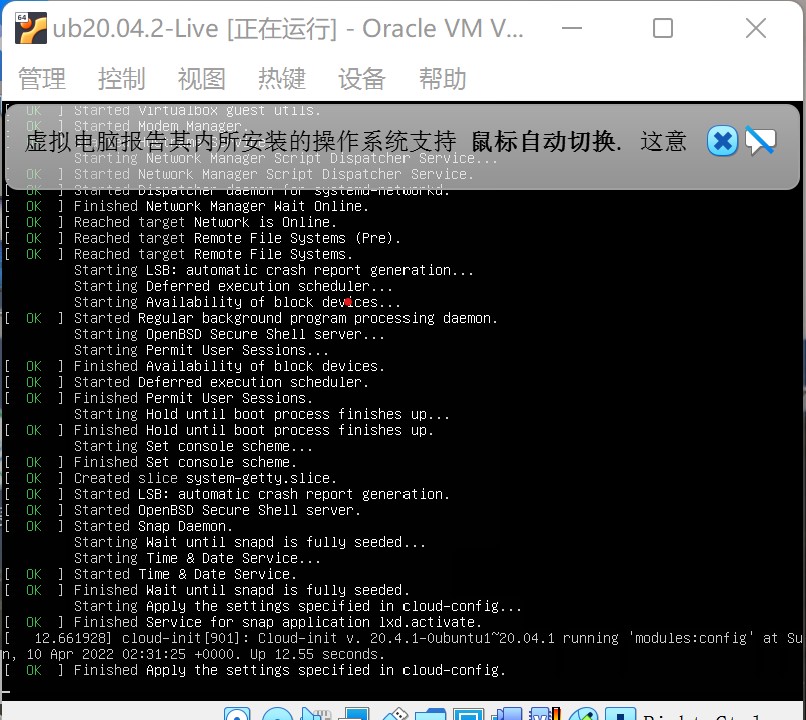 64
ub20.04.2-Live [正在运行] - Oracle VM V...
管理 控制 视图 热键 设备 帮助
[  OK  ] Started Virtualbox guest utils.
[  OK  ] Started Modem Manager.
虚拟电脑报告其内所安装的操作系统支持 鼠标自动切换. 这意
Starting Network Manager Script Dispatcher Service...
[  OK  ] Started Network Manager Script Dispatcher Service.
[  OK  ] Started Dispatcher daemon for systemd-networkd.
[  OK  ] Finished Network Manager Wait Online.
[  OK  ] Reached target Network is Online.
[  OK  ] Reached target Remote File Systems (Pre).
[  OK  ] Reached target Remote File Systems.
Starting LSB: automatic crash report generation...
Starting Deferred execution scheduler...
Starting Availability of block devices...
[  OK  ] Started Regular background program processing daemon.
Starting OpenBSD Secure Shell server...
Starting Permit User Sessions...
[  OK  ] Finished Availability of block devices.
[  OK  ] Started Deferred execution scheduler.
[  OK  ] Finished Permit User Sessions.
Starting Hold until boot process finishes up...
[  OK  ] Finished Hold until boot process finishes up.
Starting Set console scheme...
[  OK  ] Finished Set console scheme.
[  OK  ] Created slice system-getty.slice.
[  OK  ] Started LSB: automatic crash report generation.
[  OK  ] Started OpenBSD Secure Shell server.
[  OK  ] Started Snap Daemon.
Starting Wait until snapd is fully seeded...
Starting Time & Date Service...
[  OK  ] Started Time & Date Service.
[  OK  ] Finished Wait until snapd is fully seeded.
Starting Apply the settings specified in cloud-config...
[  OK  ] Finished Service for snap application lxd.activate.
[   12.661928] cloud-init[901]: Cloud-init v. 20.4.1-0ubuntu1~20.04.1 running 'modules:config' at Su
n, 10 Apr 2022 02:31:25 +0000. Up 12.55 seconds.
[  OK  ] Finished Apply the settings specified in cloud-config.